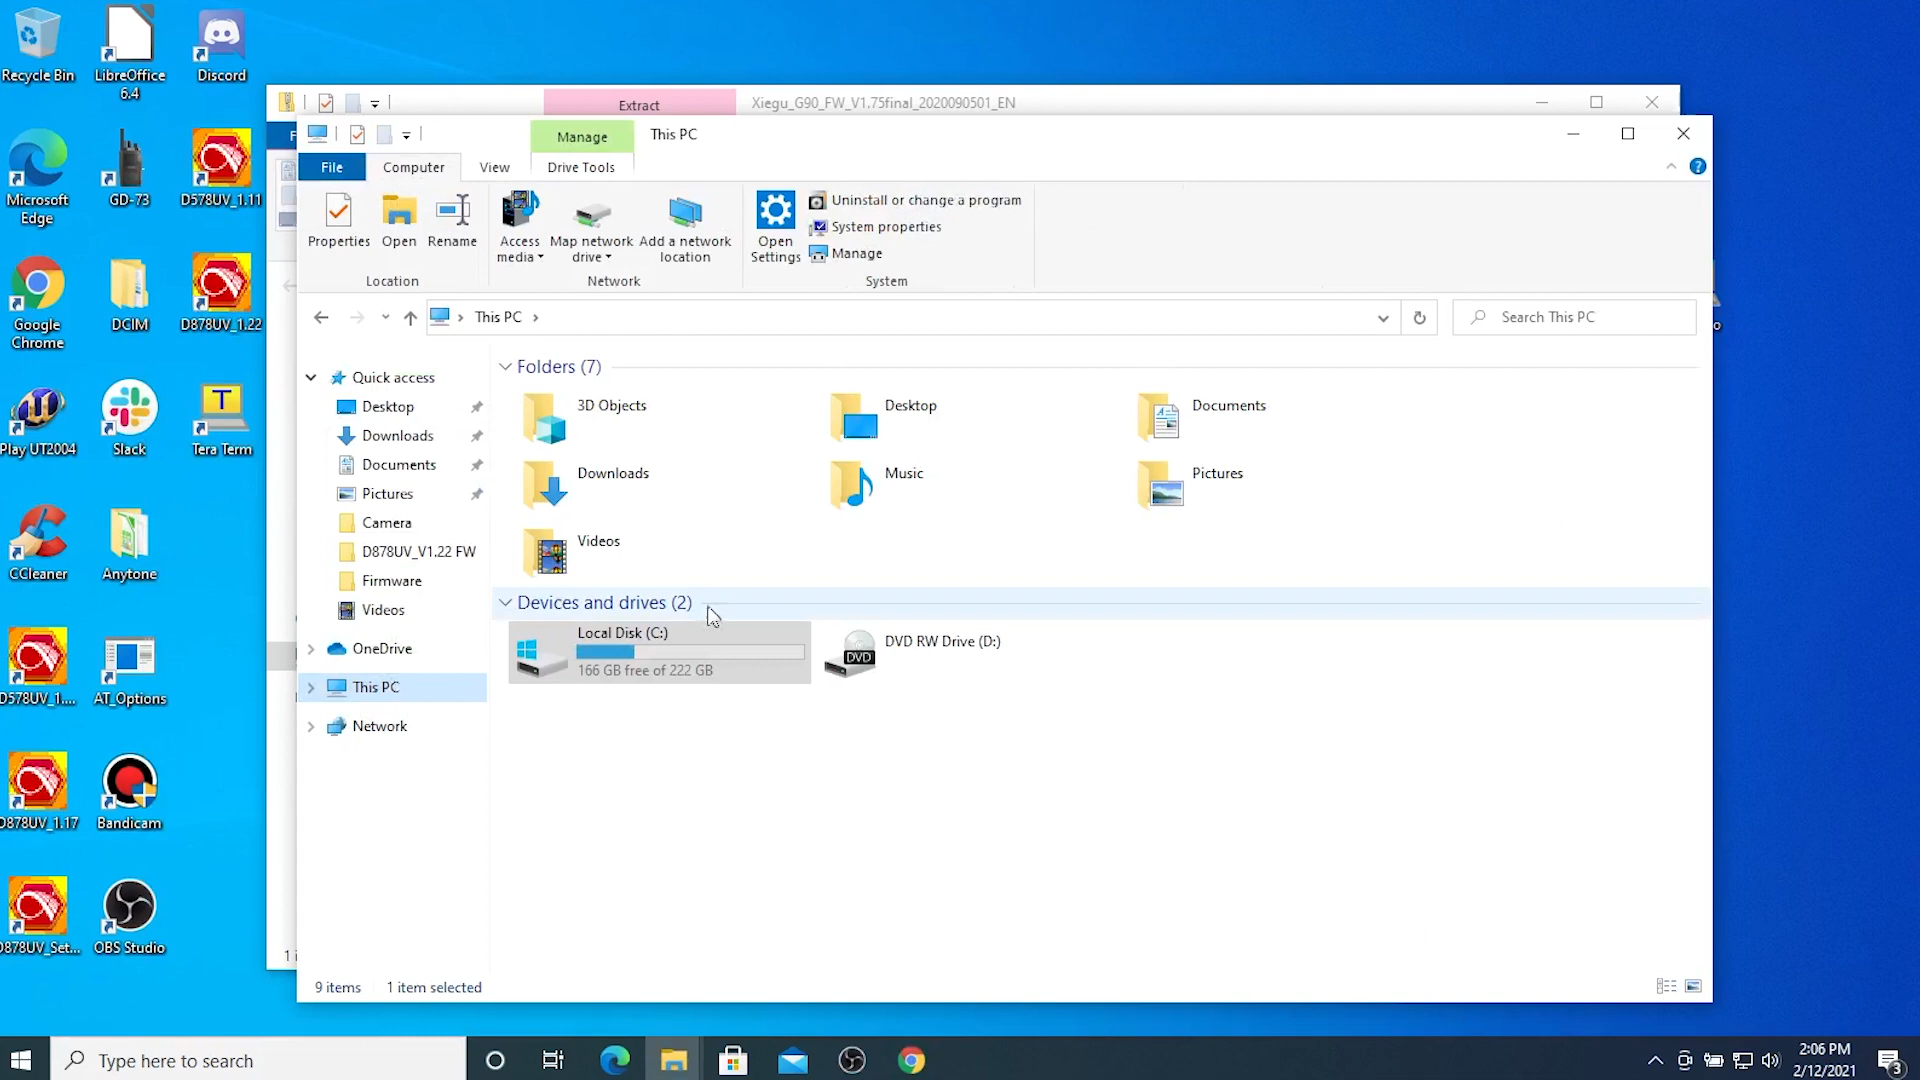 Recycle Bin
LibreOffice
6.4
Discord
Microsoft
Edge
GD-73
D578UV_1.11
Google
Chrome
DCIM
D878UV_1.22
Play UT2004
Slack
Tera Term
CCleaner
Anytone
D578UV_1....
AT_Options
D878UV_1.17
Bandicam
D878UV_Set...
OBS Studio
Extract
Xiegu_G90_FW_V1.75final_2020090501_EN
F
Manage
This PC
File
Computer
View
Drive Tools
Properties
Open
Rename
Access
media
Map network
drive
Add a network
location
Open
Settings
Uninstall or change a program
System properties
Manage
Location
Network
System
This PC
Search This PC
Quick access
Desktop
Downloads
Documents
Pictures
Camera
D878UV_V1.22 FW
Firmware
Videos
OneDrive
This PC
Network
Folders (7)
3D Objects
Desktop
Documents
Downloads
Music
Pictures
Videos
Devices and drives (2)
Local Disk (C:)
166 GB free of 222 GB
DVD RW Drive (D:)
DVD
o
1 i
9 items
1 item selected
Type here to search
2:06 PM
2/12/2021
3